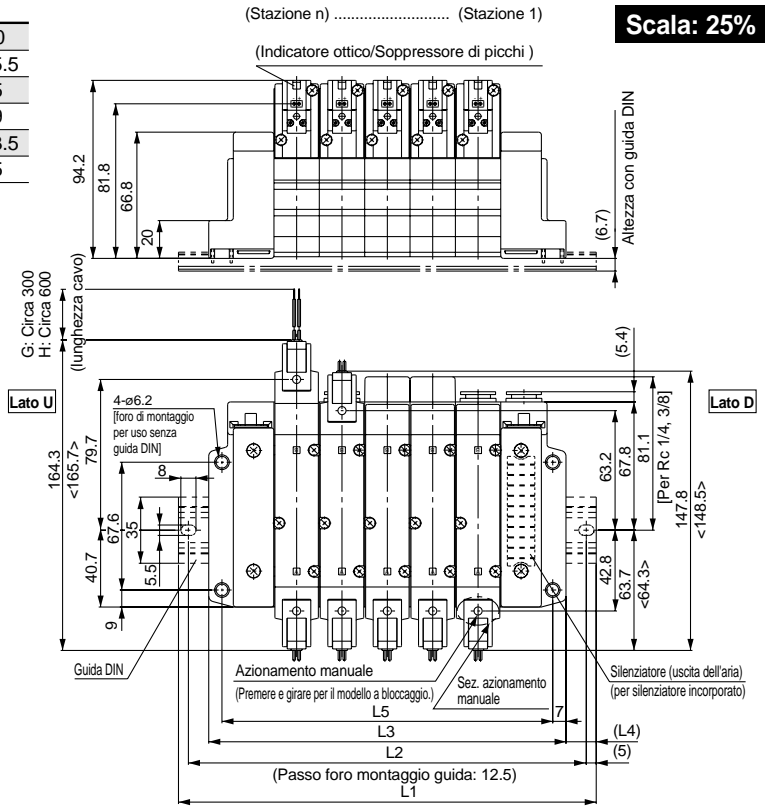 (Stazione n) ........................... (Stazione 1)
Scala: 25%
0
5.5
5
9
3.5
5
(Indicatore ottico/Soppressore di picchi )
94.2
81.8
66.8
20
(6.7)
Altezza con guida DIN
G: Circa 300
H: Circa 600
(lunghezza cavo)
Lato U
Lato D
4-ø6.2
[foro di montaggio
per uso senza
guida DIN]
8
164.3
<165.7>
79.7
67.6
35
5.5
40.7
9
(5.4)
63.2
67.8
81.1
[Per Rc 1/4, 3/8]
147.8
<148.5>
42.8
63.7
<64.3>
Guida DIN
Azionamento manuale
(Premere e girare per il modello a bloccaggio.)
Sez. azionamento
manuale
Silenziatore (uscita dell'aria)
(per silenziatore incorporato)
L5
7
L3
(L4)
L2
(5)
(Passo foro montaggio guida: 12.5)
L1